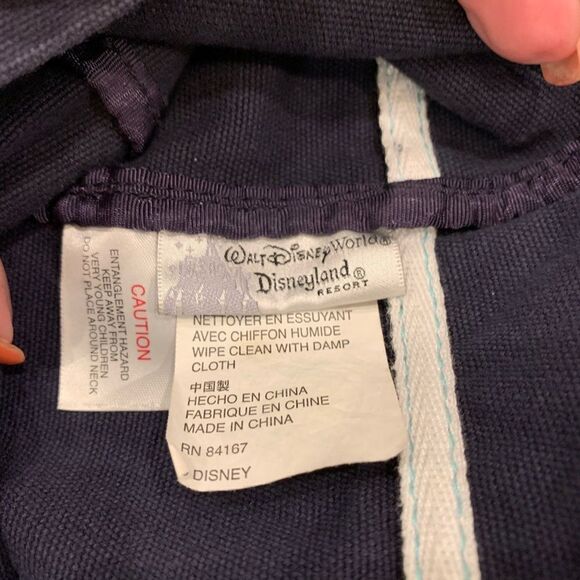 WALT DISNEY World®
Disneyland®
RESORT
CAUTION
ENTANGLEMENT HAZARD
KEEP AWAY FROM
VERY YOUNG CHILDREN
DO NOT PLACE AROUND NECK
NETTOYER EN ESSUYANT
AVEC CHIFFON HUMIDE
WIPE CLEAN WITH DAMP
CLOTH
中国製
HECHO EN CHINA
FABRIQUE EN CHINE
MADE IN CHINA
RN 84167
DISNEY